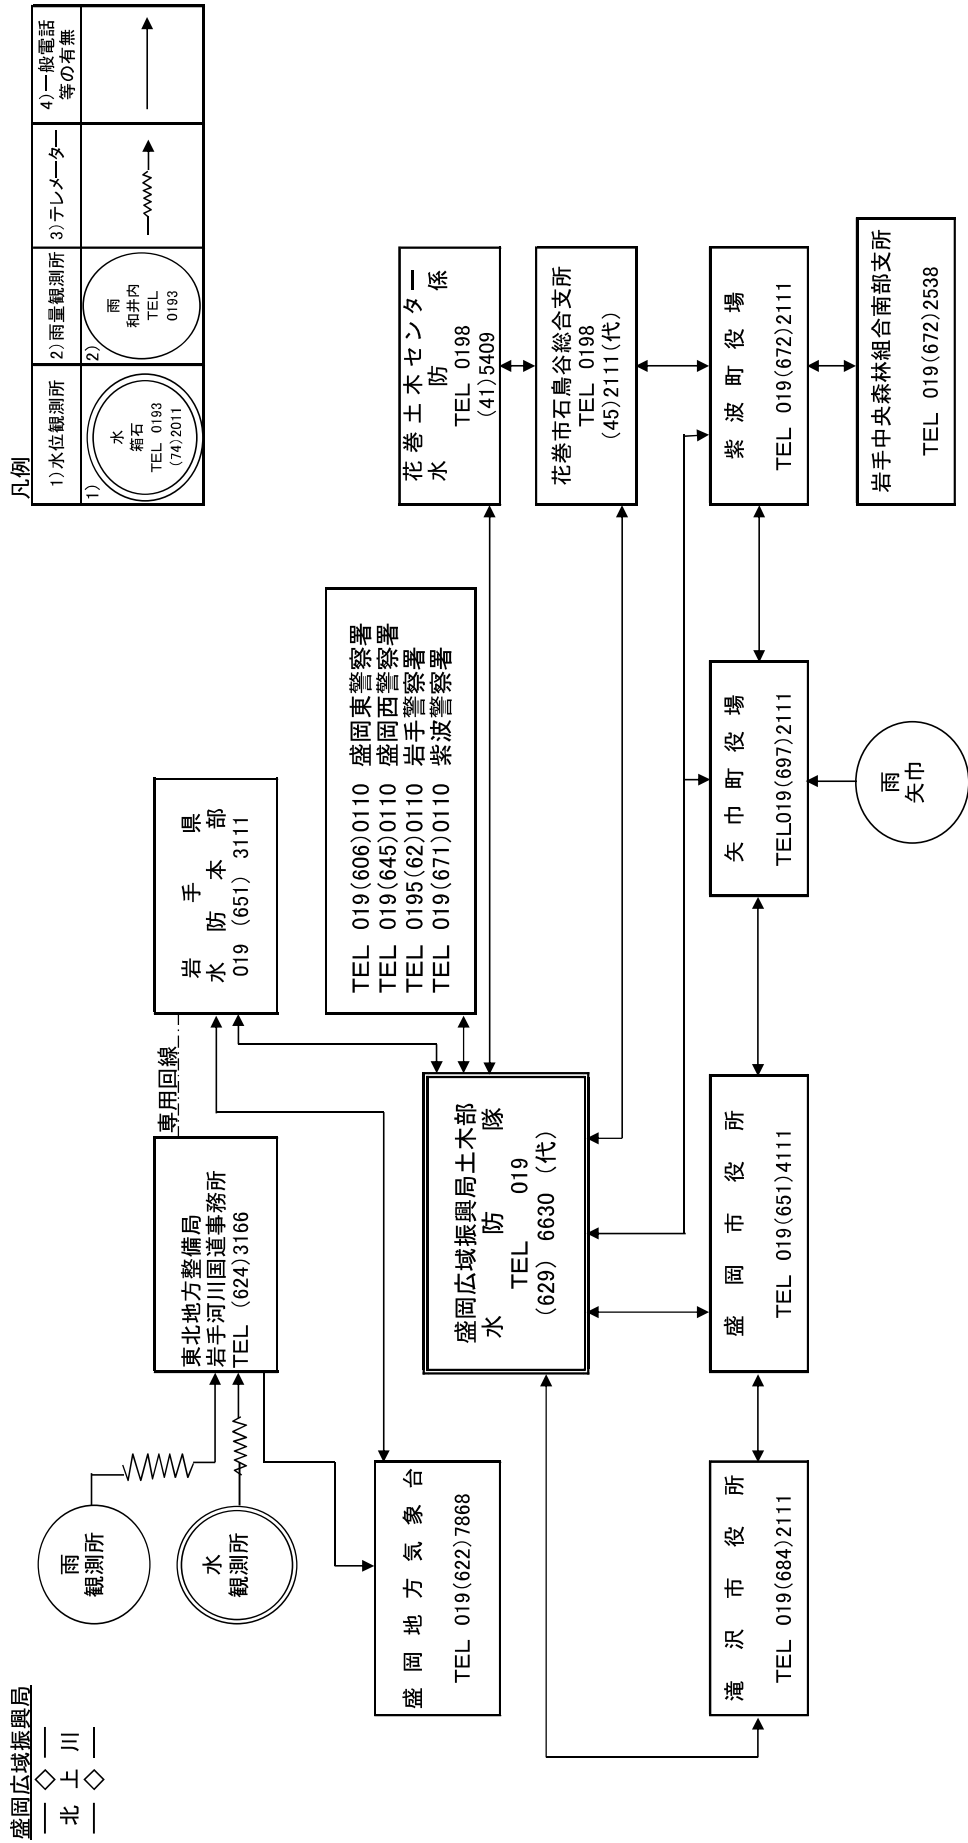 盛岡広域振興局
北上川
凡例
1)水位観測所
2)雨量観測所
3)テレメーター
4)一般電話
等の有無
1)
水
箱石
TEL 0193
(74)2011
2)
雨
和井内
TEL
0193
雨
観測所
水
観測所
東北地方整備局
岩手河川国道事務所
TEL (624)3166
専用回線
岩手県
水防本部
019 (651) 3111
盛岡地方気象台
TEL 019(622)7868
TEL 019(606)0110 盛岡東警察署
TEL 019(645)0110 盛岡西警察署
TEL 0195(62)0110 岩手警察署
TEL 019(671)0110 紫波警察署
盛岡広域振興局土木部
水防隊
TEL 019
(629) 6630 (代)
花巻土木センター
水防係
TEL 0198
(41)5409
花巻市石鳥谷総合支所
TEL 0198
(45)2111(代)
滝沢市役所
TEL 019(684)2111
盛岡市役所
TEL 019(651)4111
矢巾町役場
TEL019(697)2111
紫波町役場
TEL 019(672)2111
雨
矢巾
岩手中央森林組合南部支所
TEL 019(672)2538